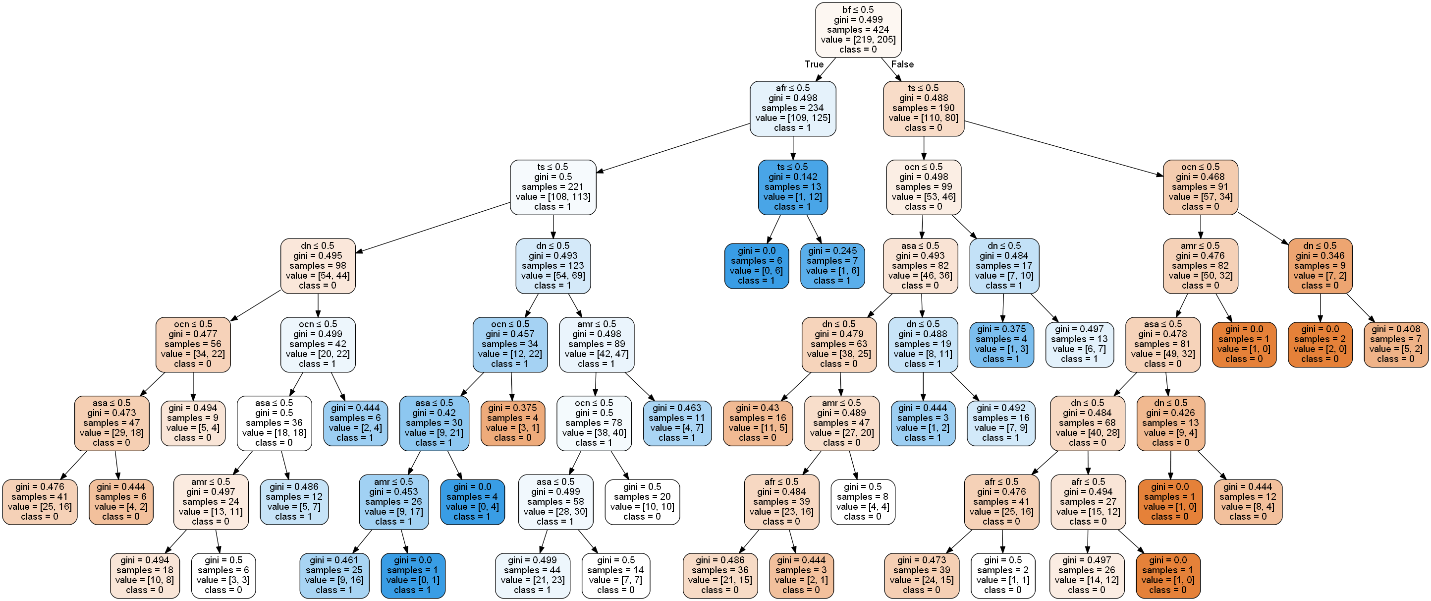 bf ≤ 0.5
gini = 0.499
samples = 424
value = [219, 205]
class = 0
True
False
afr ≤ 0.5
gini = 0.498
samples = 234
value = [109, 125]
class = 1
ts ≤ 0.5
gini = 0.488
samples = 190
value = [110, 80]
class = 0
ts ≤ 0.5
gini = 0.5
samples = 221
value = [108, 113]
class = 1
ts ≤ 0.5
gini = 0.142
samples = 13
value = [1, 12]
class = 1
ocn ≤ 0.5
gini = 0.498
samples = 99
value = [53, 46]
class = 0
ocn ≤ 0.5
gini = 0.468
samples = 91
value = [57, 34]
class = 0
dn ≤ 0.5
gini = 0.495
samples = 98
value = [54, 44]
class = 0
dn ≤ 0.5
gini = 0.493
samples = 123
value = [54, 69]
class = 1
gini = 0.0
samples = 6
value = [0, 6]
class = 1
gini = 0.245
samples = 7
value = [1, 6]
class = 1
asa ≤ 0.5
gini = 0.493
samples = 82
value = [46, 36]
class = 0
dn ≤ 0.5
gini = 0.484
samples = 17
value = [7, 10]
class = 1
amr ≤ 0.5
gini = 0.476
samples = 82
value = [50, 32]
class = 0
dn ≤ 0.5
gini = 0.346
samples = 9
value = [7, 2]
class = 0
ocn ≤ 0.5
gini = 0.477
samples = 56
value = [34, 22]
class = 0
ocn ≤ 0.5
gini = 0.499
samples = 42
value = [20, 22]
class = 1
ocn ≤ 0.5
gini = 0.457
samples = 34
value = [12, 22]
class = 1
amr ≤ 0.5
gini = 0.498
samples = 89
value = [42, 47]
class = 1
dn ≤ 0.5
gini = 0.479
samples = 63
value = [38, 25]
class = 0
dn ≤ 0.5
gini = 0.488
samples = 19
value = [8, 11]
class = 1
gini = 0.375
samples = 4
value = [1, 3]
class = 1
gini = 0.497
samples = 13
value = [6, 7]
class = 1
asa ≤ 0.5
gini = 0.478
samples = 81
value = [49, 32]
class = 0
gini = 0.0
samples = 1
value = [1, 0]
class = 0
gini = 0.0
samples = 2
value = [2, 0]
class = 0
gini = 0.408
samples = 7
value = [5, 2]
class = 0
asa ≤ 0.5
gini = 0.473
samples = 47
value = [29, 18]
class = 0
gini = 0.494
samples = 9
value = [5, 4]
class = 0
asa ≤ 0.5
gini = 0.5
samples = 36
value = [18, 18]
class = 0
gini = 0.444
samples = 6
value = [2, 4]
class = 1
asa ≤ 0.5
gini = 0.42
samples = 30
value = [9, 21]
class = 1
gini = 0.375
samples = 4
value = [3, 1]
class = 0
ocn ≤ 0.5
gini = 0.5
samples = 78
value = [38, 40]
class = 1
gini = 0.463
samples = 11
value = [4, 7]
class = 1
gini = 0.43
samples = 16
value = [11, 5]
class = 0
amr ≤ 0.5
gini = 0.489
samples = 47
value = [27, 20]
class = 0
gini = 0.444
samples = 3
value = [1, 2]
class = 1
gini = 0.492
samples = 16
value = [7, 9]
class = 1
dn ≤ 0.5
gini = 0.484
samples = 68
value = [40, 28]
class = 0
dn ≤ 0.5
gini = 0.426
samples = 13
value = [9, 4]
class = 0
gini = 0.476
samples = 41
value = [25, 16]
class = 0
gini = 0.444
samples = 6
value = [4, 2]
class = 0
amr ≤ 0.5
gini = 0.497
samples = 24
value = [13, 11]
class = 0
gini = 0.486
samples = 12
value = [5, 7]
class = 1
amr ≤ 0.5
gini = 0.453
samples = 26
value = [9, 17]
class = 1
gini = 0.0
samples = 4
value = [0, 4]
class = 1
asa ≤ 0.5
gini = 0.499
samples = 58
value = [28, 30]
class = 1
gini = 0.5
samples = 20
value = [10, 10]
class = 0
afr ≤ 0.5
gini = 0.484
samples = 39
value = [23, 16]
class = 0
gini = 0.5
samples = 8
value = [4, 4]
class = 0
afr ≤ 0.5
gini = 0.476
samples = 41
value = [25, 16]
class = 0
afr ≤ 0.5
gini = 0.494
samples = 27
value = [15, 12]
class = 0
gini = 0.0
samples = 1
value = [1, 0]
class = 0
gini = 0.444
samples = 12
value = [8, 4]
class = 0
gini = 0.494
samples = 18
value = [10, 8]
class = 0
gini = 0.5
samples = 6
value = [3, 3]
class = 0
gini = 0.461
samples = 25
value = [9, 16]
class = 1
gini = 0.0
samples = 1
value = [0, 1]
class = 1
gini = 0.499
samples = 44
value = [21, 23]
class = 1
gini = 0.5
samples = 14
value = [7, 7]
class = 0
gini = 0.486
samples = 36
value = [21, 15]
class = 0
gini = 0.444
samples = 3
value = [2, 1]
class = 0
gini = 0.473
samples = 39
value = [24, 15]
class = 0
gini = 0.5
samples = 2
value = [1, 1]
class = 0
gini = 0.497
samples = 26
value = [14, 12]
class = 0
gini = 0.0
samples = 1
value = [1, 0]
class = 0